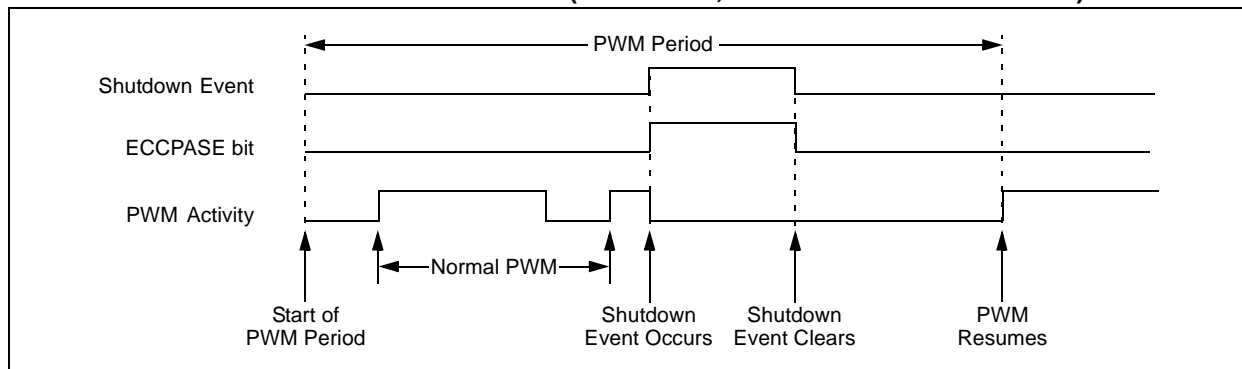 PWM Period
Shutdown Event
ECCPASE bit
PWM Activity
Normal PWM
Start of
PWM Period
Shutdown
Event Occurs
Shutdown
Event Clears
PWM
Resumes